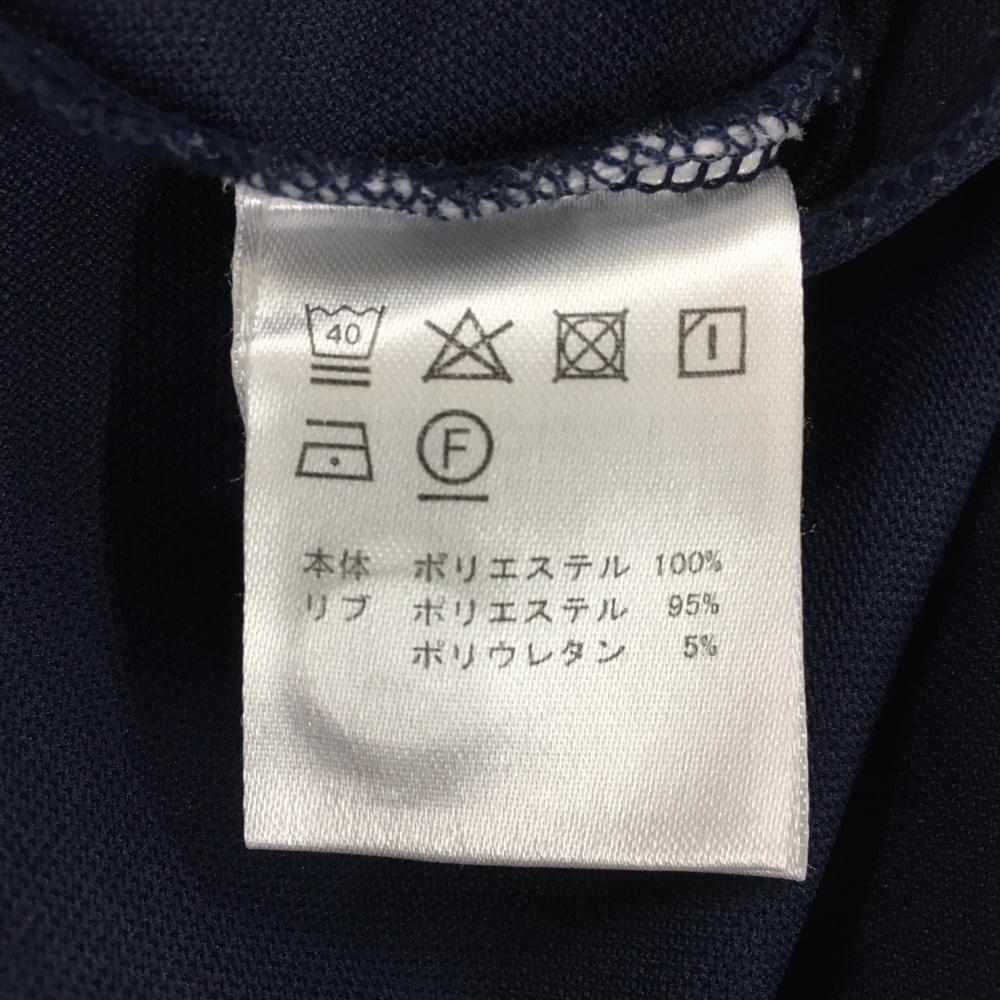 40
F
本体 ポリエステル 100%
リブ ポリエステル 95%
ポリウレタン 5%